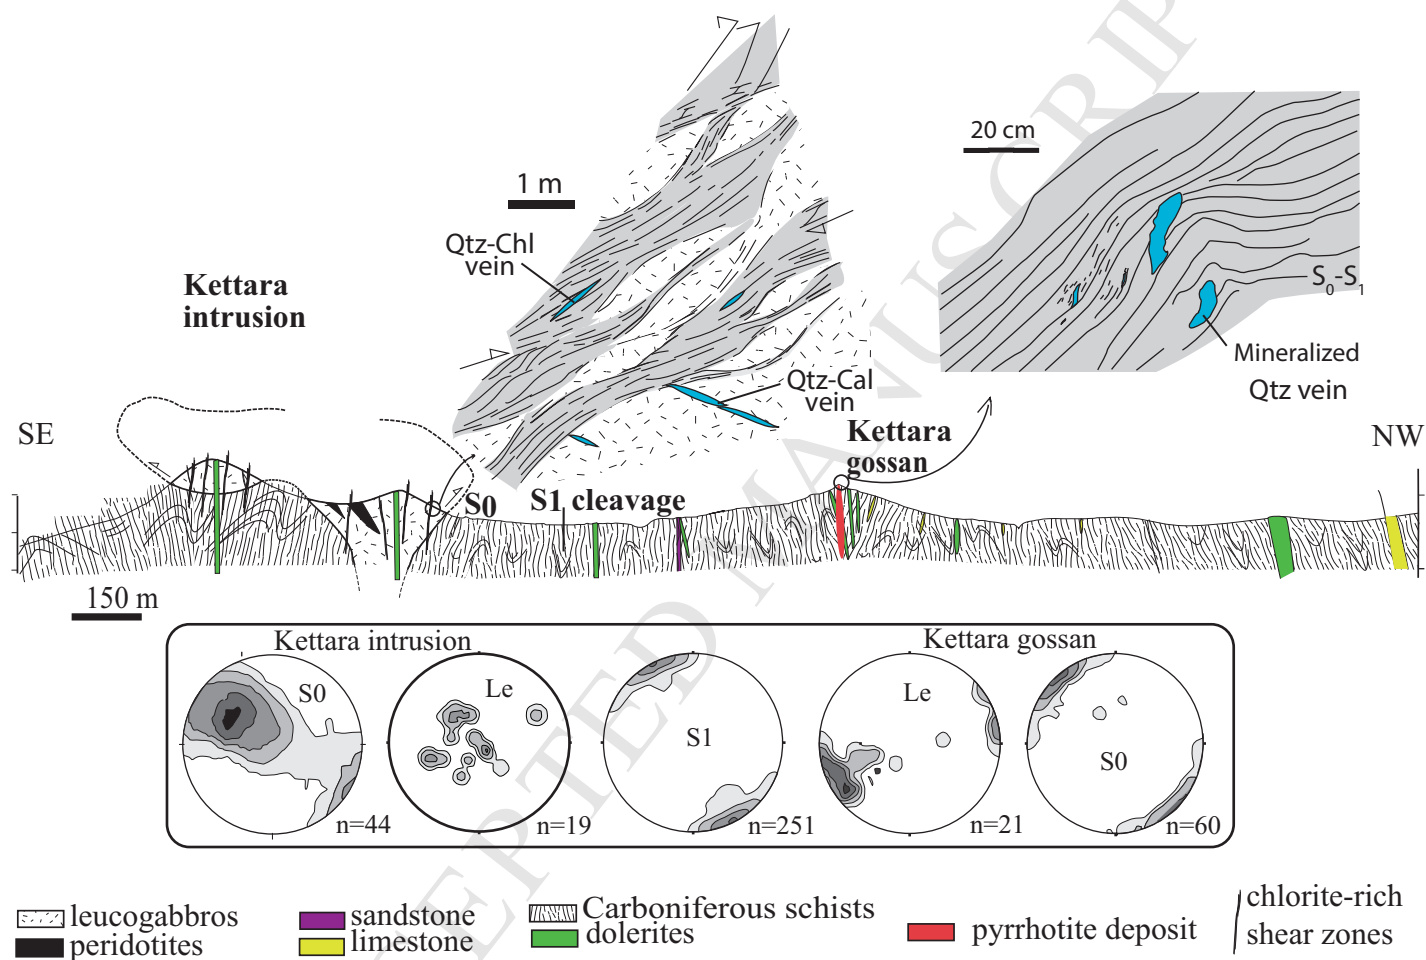 20 cm
1 m
Qtz-Chl
vein
Kettara
intrusion
S0-S1
Mineralized
Qtz vein
Qtz-Cal
vein
Kettara
gossan
SE
NW
S0
S1 cleavage
150 m
Kettara intrusion
Kettara gossan
S0
Le
S1
Le
S0
n=44
n=19
n=251
n=21
n=60
leucogabbros
peridotites
sandstone
limestone
Carboniferous schists
dolerites
pyrrhotite deposit
chlorite-rich
shear zones
EPTED MANUSCRIP